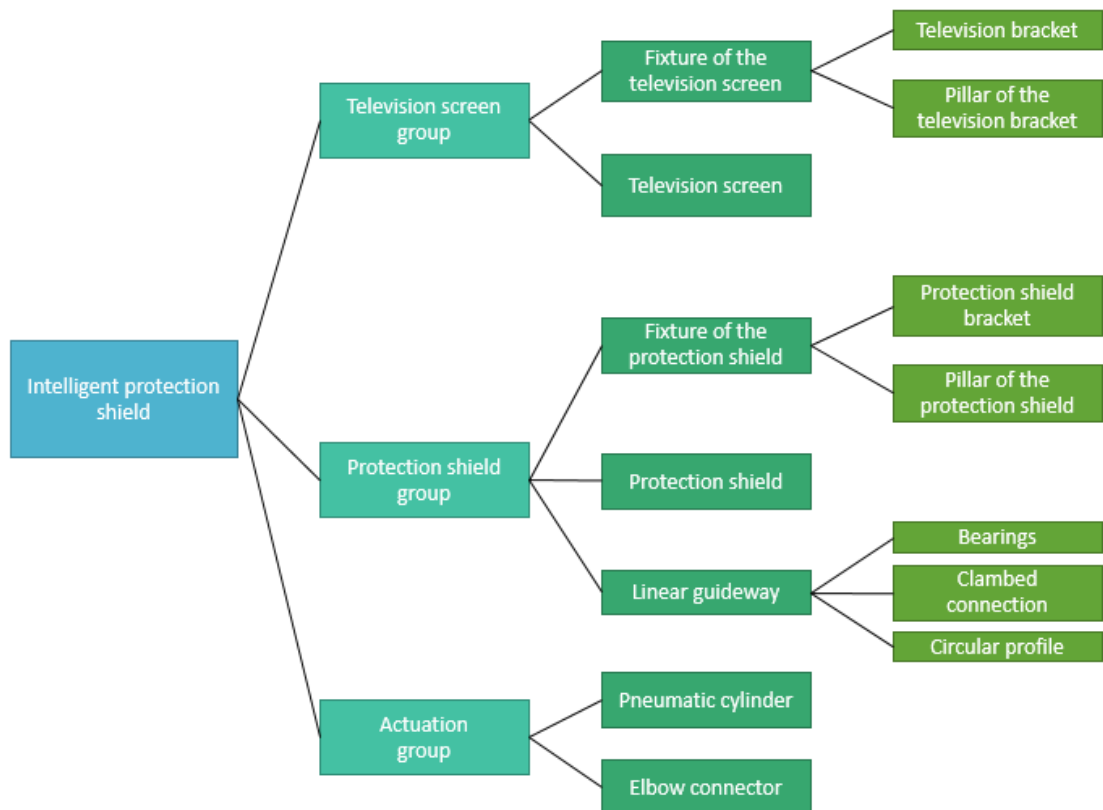 Intelligent protection
shield
Television screen
group
Protection shield
group
Actuation
group
Fixture of the
television screen
Television screen
Fixture of the
protection shield
Protection shield
Linear guideway
Pneumatic cylinder
Elbow connector
Television bracket
Pillar of the
television bracket
Protection shield
bracket
Pillar of the
protection shield
Bearings
Clambed
connection
Circular profile